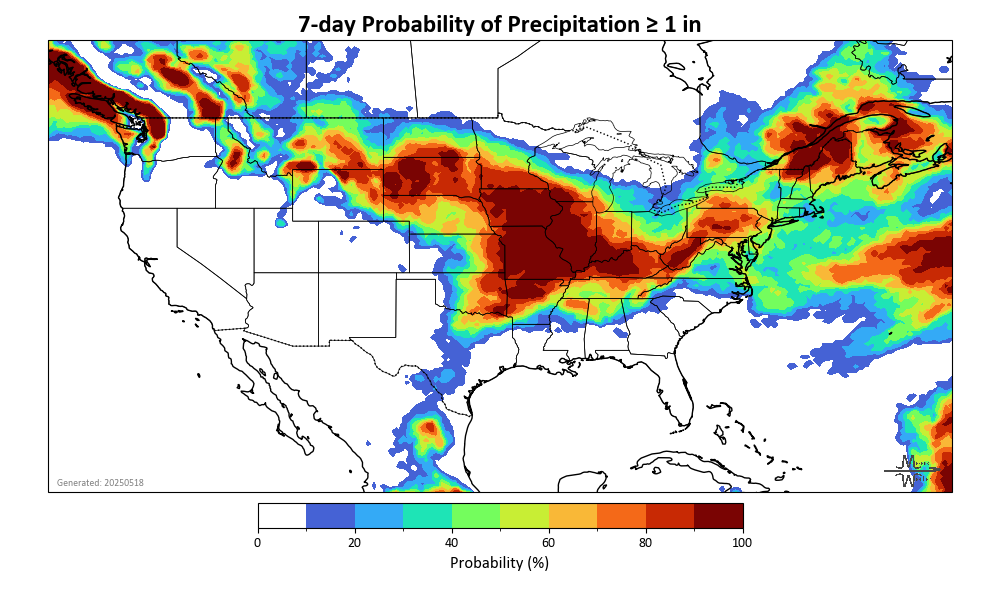 7-day Probability of Precipitation ≥ 1 in
Generated: 20250518
0 20 40 60 80 100
Probability (%)